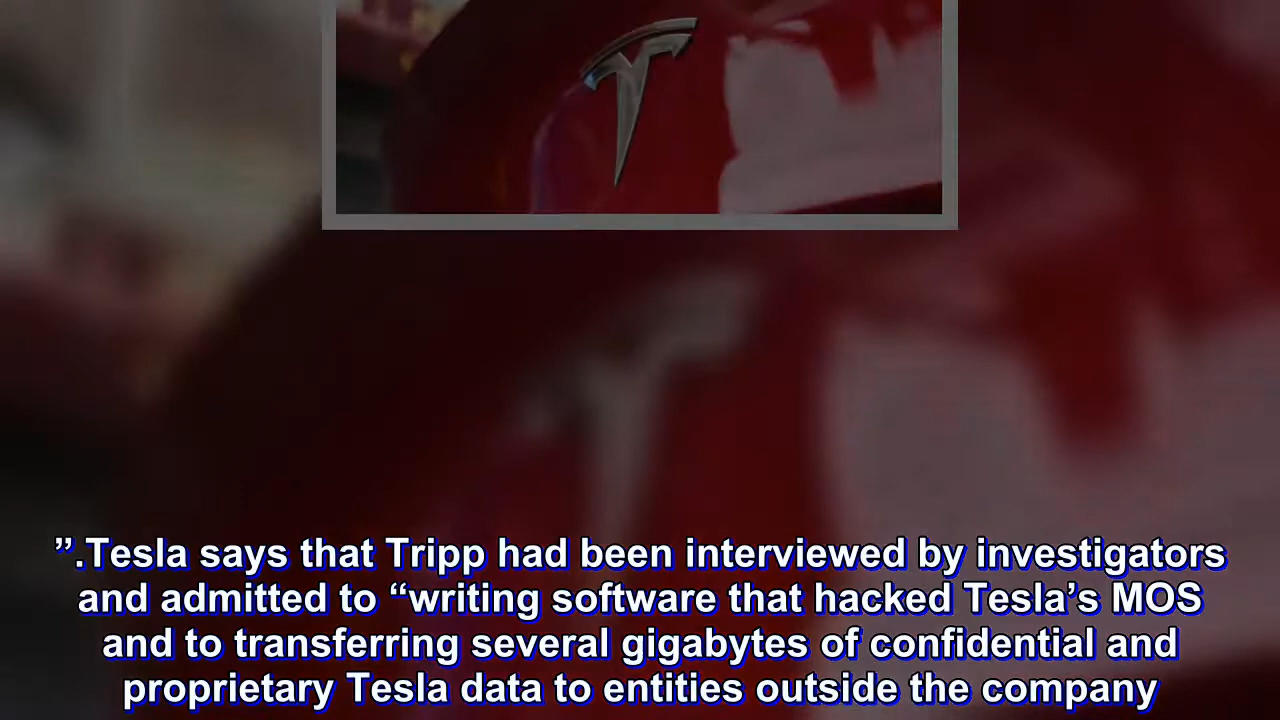 ”.Tesla says that Tripp had been interviewed by investigators
and admitted to “writing software that hacked Tesla’s MOS
and to transferring several gigabytes of confidential and
proprietary Tesla data to entities outside the company